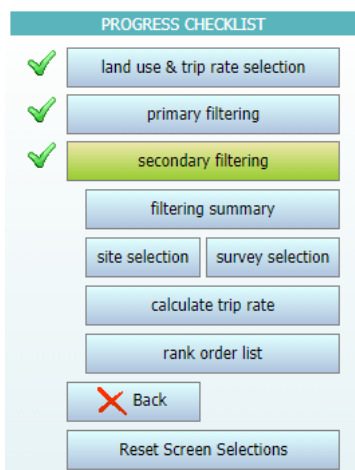 PROGRESS CHECKLIST
land use & trip rate selection
primary filtering
secondary filtering
filtering summary
site selection survey selection
calculate trip rate
rank order list
Back
Reset Screen Selections